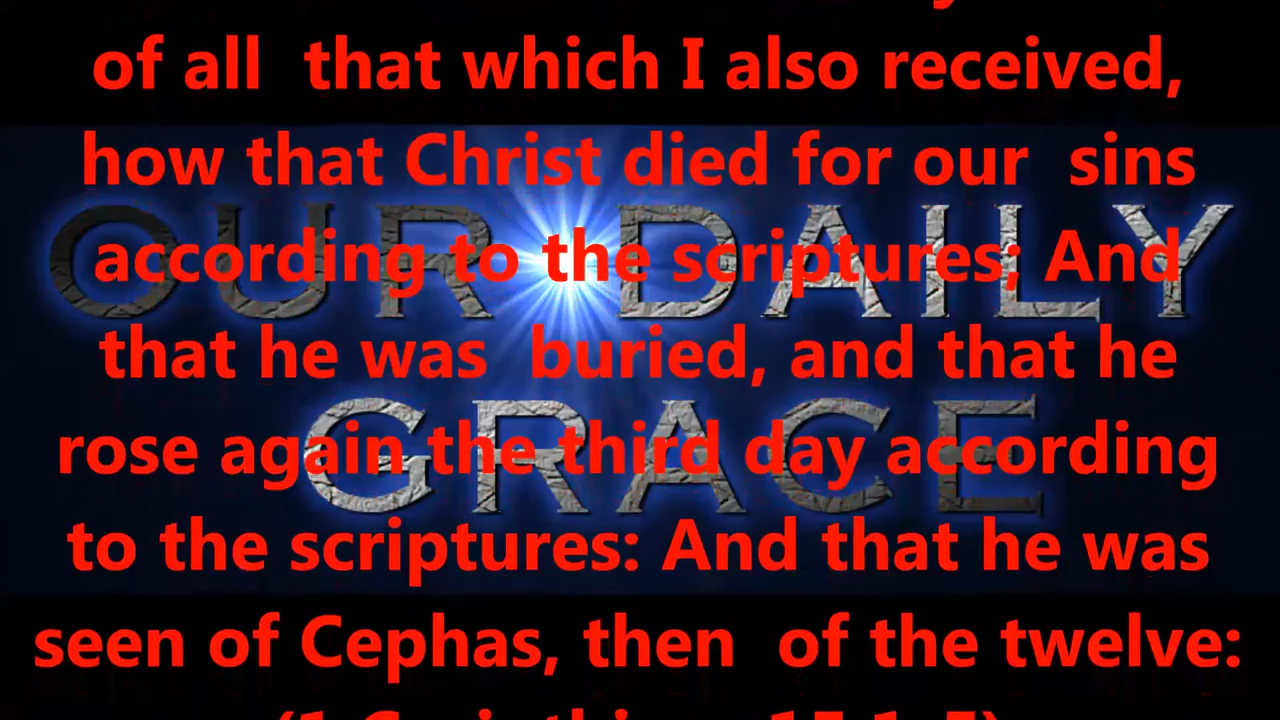 of all that which I also received,
how that Christ died for our sins
according to the scriptures; And
that he was buried, and that he
rose again the third day according
to the scriptures: And that he was
seen of Cephas, then of the twelve:
OUR DAILY
GRACE